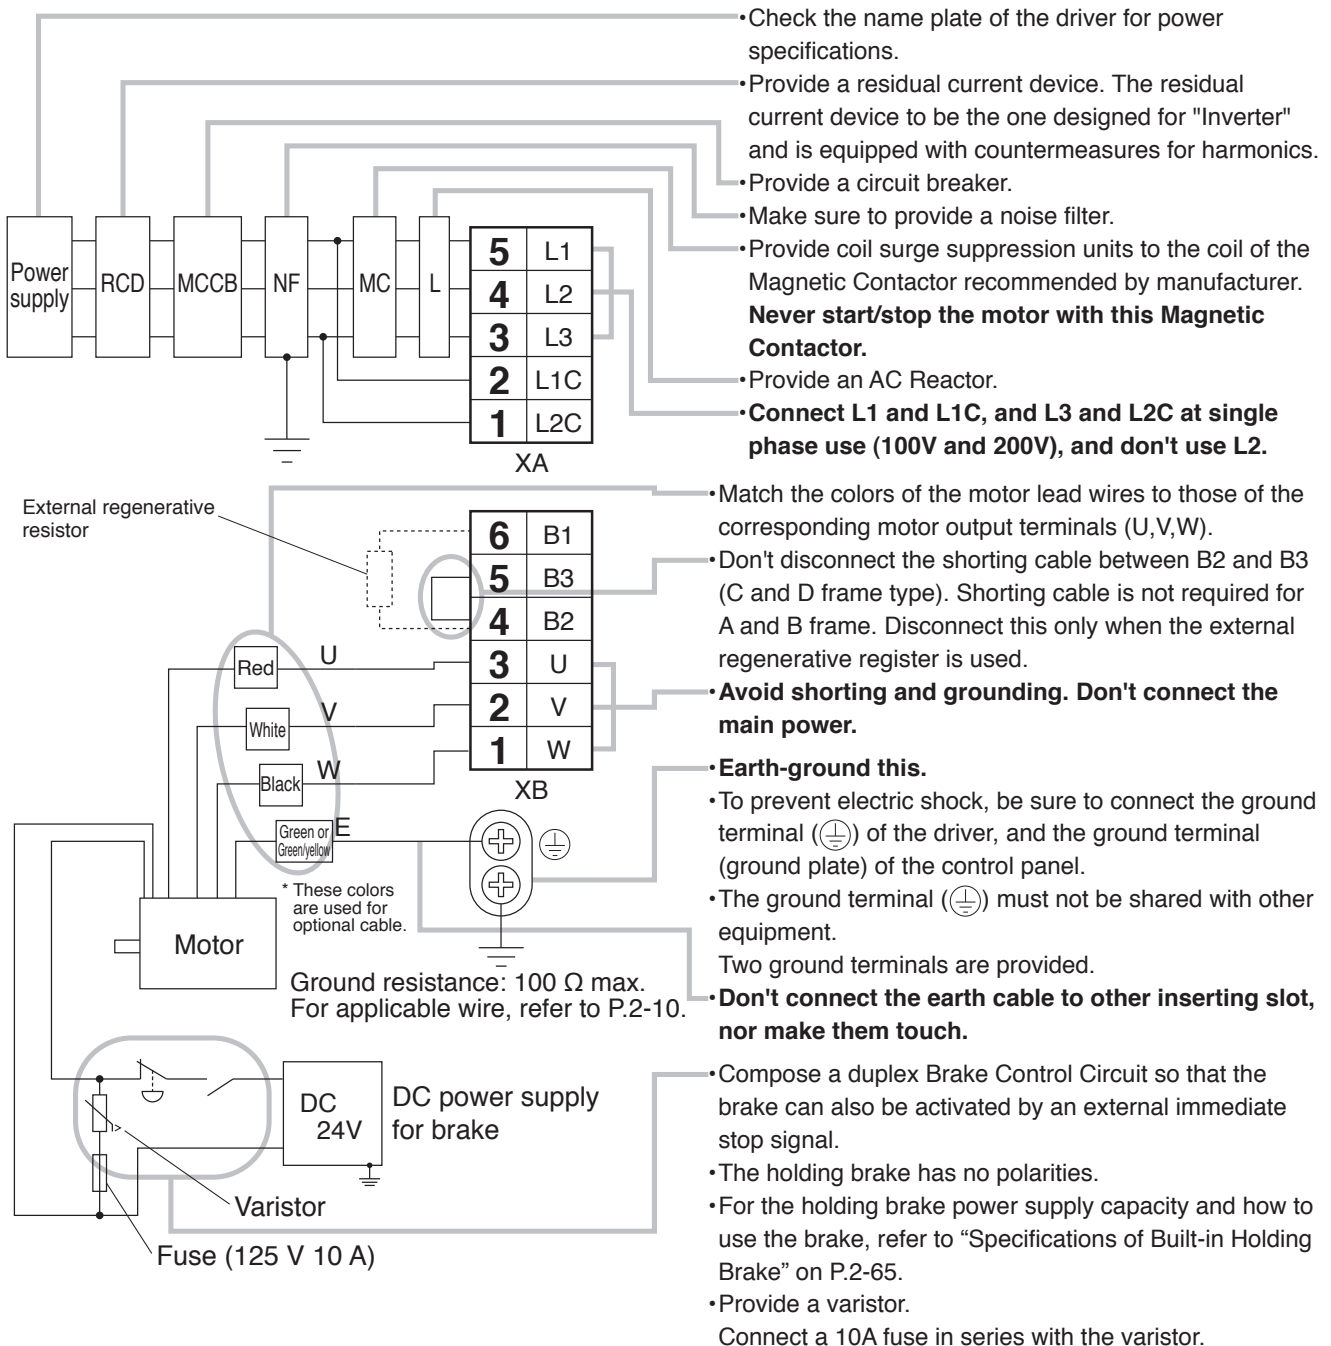 •Check the name plate of the driver for power
specifications.
•Provide a residual current device. The residual
current device to be the one designed for "Inverter"
and is equipped with countermeasures for harmonics.
•Provide a circuit breaker.
•Make sure to provide a noise filter.
•Provide coil surge suppression units to the coil of the
Magnetic Contactor recommended by manufacturer.
Never start/stop the motor with this Magnetic
Contactor.
•Provide an AC Reactor.
•Connect L1 and L1C, and L3 and L2C at single
phase use (100V and 200V), and don't use L2.
Power
supply
RCD
MCCB
NF
MC
L
5 L1
4 L2
3 L3
2 L1C
1 L2C
XA
External regenerative
resistor
6 B1
5 B3
4 B2
3 U
2 V
1 W
XB
Red U
White V
Black W
Green or
Green/yellow
E
* These colors
are used for
optional cable.
Motor
Ground resistance: 100 Ω max.
For applicable wire, refer to P.2-10.
•Match the colors of the motor lead wires to those of the
corresponding motor output terminals (U,V,W).
•Don't disconnect the shorting cable between B2 and B3
(C and D frame type). Shorting cable is not required for
A and B frame. Disconnect this only when the external
regenerative register is used.
•Avoid shorting and grounding. Don't connect the
main power.
•Earth-ground this.
•To prevent electric shock, be sure to connect the ground
terminal (⏚) of the driver, and the ground terminal
(ground plate) of the control panel.
•The ground terminal (⏚) must not be shared with other
equipment.
Two ground terminals are provided.
•Don't connect the earth cable to other inserting slot,
nor make them touch.
DC
24V
DC power supply
for brake
Varistor
Fuse (125 V 10 A)
•Compose a duplex Brake Control Circuit so that the
brake can also be activated by an external immediate
stop signal.
•The holding brake has no polarities.
•For the holding brake power supply capacity and how to
use the brake, refer to “Specifications of Built-in Holding
Brake” on P.2-65.
•Provide a varistor.
Connect a 10A fuse in series with the varistor.